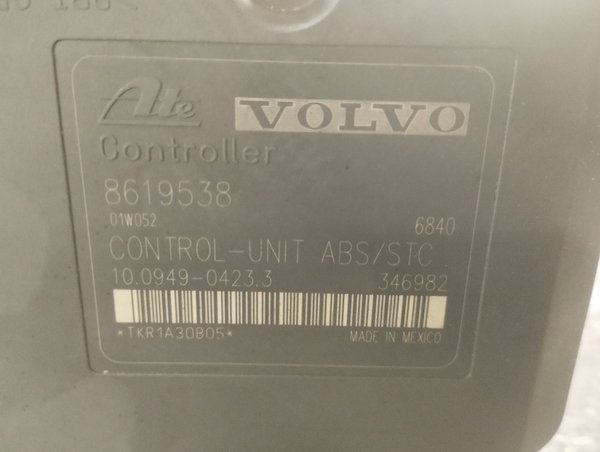 Ate VOLVO
Controller
8619538
01W052 6840
CONTROL-UNIT ABS/STC
10.0949-0423.3 346982
*TKR1A30B05*
MADE IN MEXICO